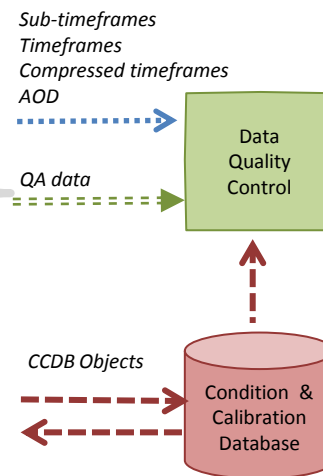 Sub-timeframes
Timeframes
Compressed timeframes
AOD
Data
Quality
Control
QA data
CCDB Objects
Condition &
Calibration
Database